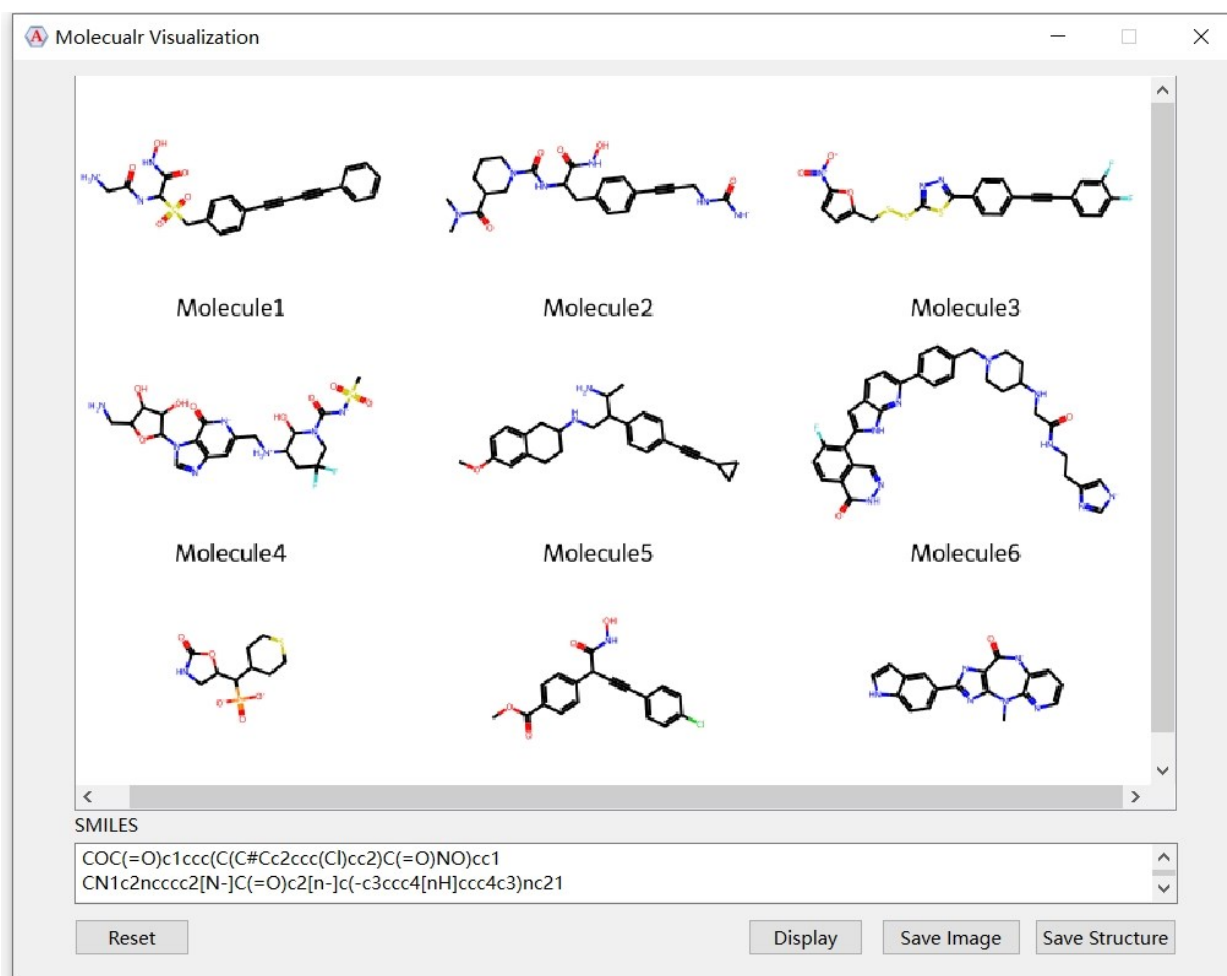 Molecualr Visualization
Molecule1
Molecule2
Molecule3
Molecule4
Molecule5
Molecule6
SMILES
COC(=O)c1ccc(C(C#Cc2ccc(Cl)cc2)C(=O)NO)cc1
CN1c2ncccc2[N-]C(=O)c2[n-]c(-c3ccc4[nH]ccc4c3)nc21
Reset
Display
Save Image
Save Structure